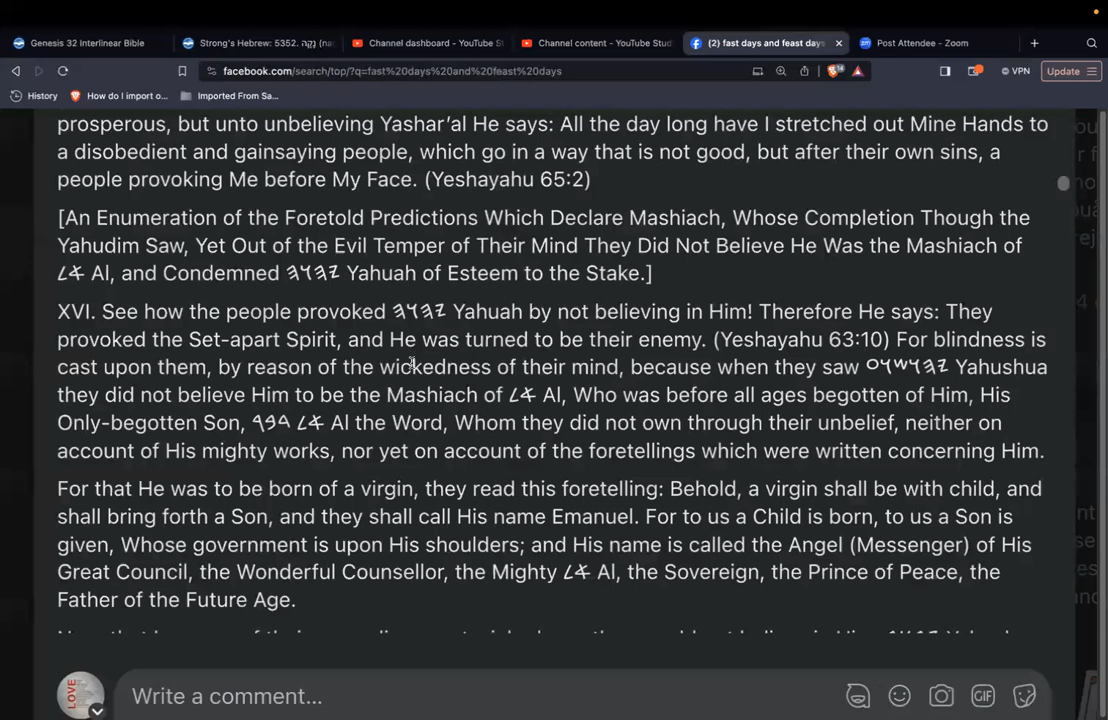 Genesis 32 Interlinear Bible
Strong's Hebrew: 5352. נָקָה (na
Channel dashboard - YouTube St
Channel content - YouTube Studi
(2) fast days and feast days
Post Attendee - Zoom
facebook.com/search/top/?q=fast%20days%20and%20feast%20days
14
VPN
Update
History
How do I import o...
Imported From Sa...
prosperous, but unto unbelieving Yashar’al He says: All the day long have I stretched out Mine Hands to
a disobedient and gainsaying people, which go in a way that is not good, but after their own sins, a
people provoking Me before My Face. (Yeshayahu 65:2)
[An Enumeration of the Foretold Predictions Which Declare Mashiach, Whose Completion Though the
Yahudim Saw, Yet Out of the Evil Temper of Their Mind They Did Not Believe He Was the Mashiach of
𐤀𐤋 Al, and Condemned 𐤉𐤄𐤅𐤄 Yahuah of Esteem to the Stake.]
XVI. See how the people provoked 𐤉𐤄𐤅𐤄 Yahuah by not believing in Him! Therefore He says: They
provoked the Set-apart Spirit, and He was turned to be their enemy. (Yeshayahu 63:10) For blindness is
cast upon them, by reason of the wickedness of their mind, because when they saw 𐤉𐤄𐤅𐤔𐤅𐤏 Yahushua
they did not believe Him to be the Mashiach of 𐤀𐤋 Al, Who was before all ages begotten of Him, His
Only-begotten Son, 𐤃𐤁𐤓 𐤀𐤋 Al the Word, Whom they did not own through their unbelief, neither on
account of His mighty works, nor yet on account of the foretellings which were written concerning Him.
For that He was to be born of a virgin, they read this foretelling: Behold, a virgin shall be with child, and
shall bring forth a Son, and they shall call His name Emanuel. For to us a Child is born, to us a Son is
given, Whose government is upon His shoulders; and His name is called the Angel (Messenger) of His
Great Council, the Wonderful Counsellor, the Mighty 𐤀𐤋 Al, the Sovereign, the Prince of Peace, the
Father of the Future Age.
LOVE
Write a comment...
GIF